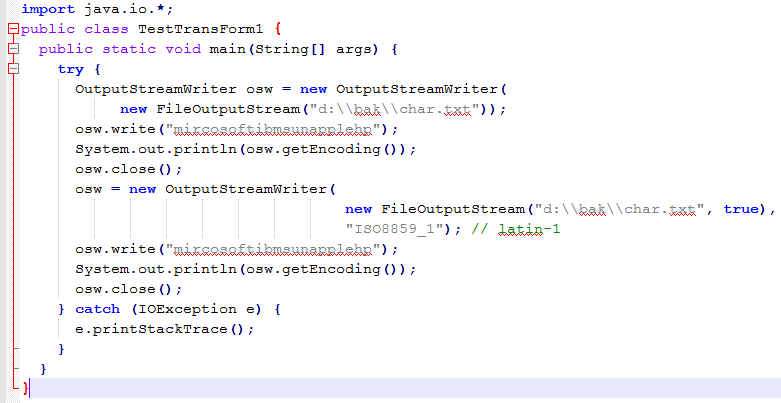 import java.io.*;
public class TestTransForm1 {
public static void main(String[] args) {
try {
OutputStreamWriter osw = new OutputStreamWriter(
new FileOutputStream("d:\\bak\\char.txt"));
osw.write("mircosoftibmsunapplehp");
System.out.println(osw.getEncoding());
osw.close();
osw = new OutputStreamWriter(
new FileOutputStream("d:\\bak\\char.txt", true),
"ISO8859_1"); // latin-1
osw.write("mircosoftibmsunapplehp");
System.out.println(osw.getEncoding());
osw.close();
} catch (IOException e) {
e.printStackTrace();
}
}
}